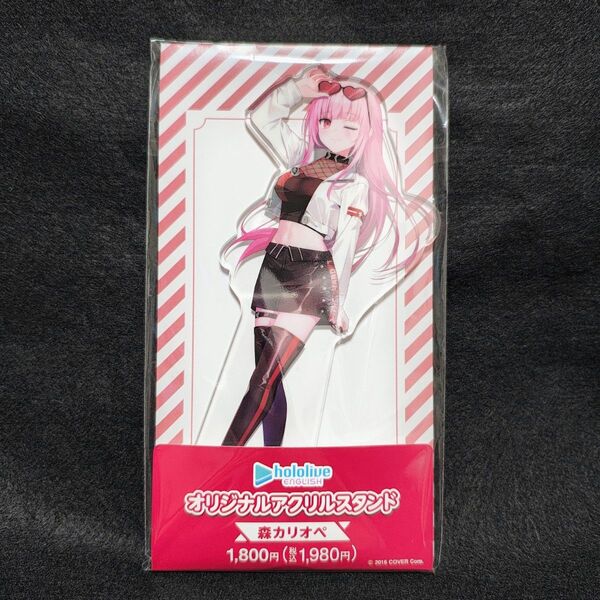 hololive
ENGLISH
オリジナルアクリルスタンド
森カリオペ
1,800円(税込1,980円)
© 2016 COVER Corp.